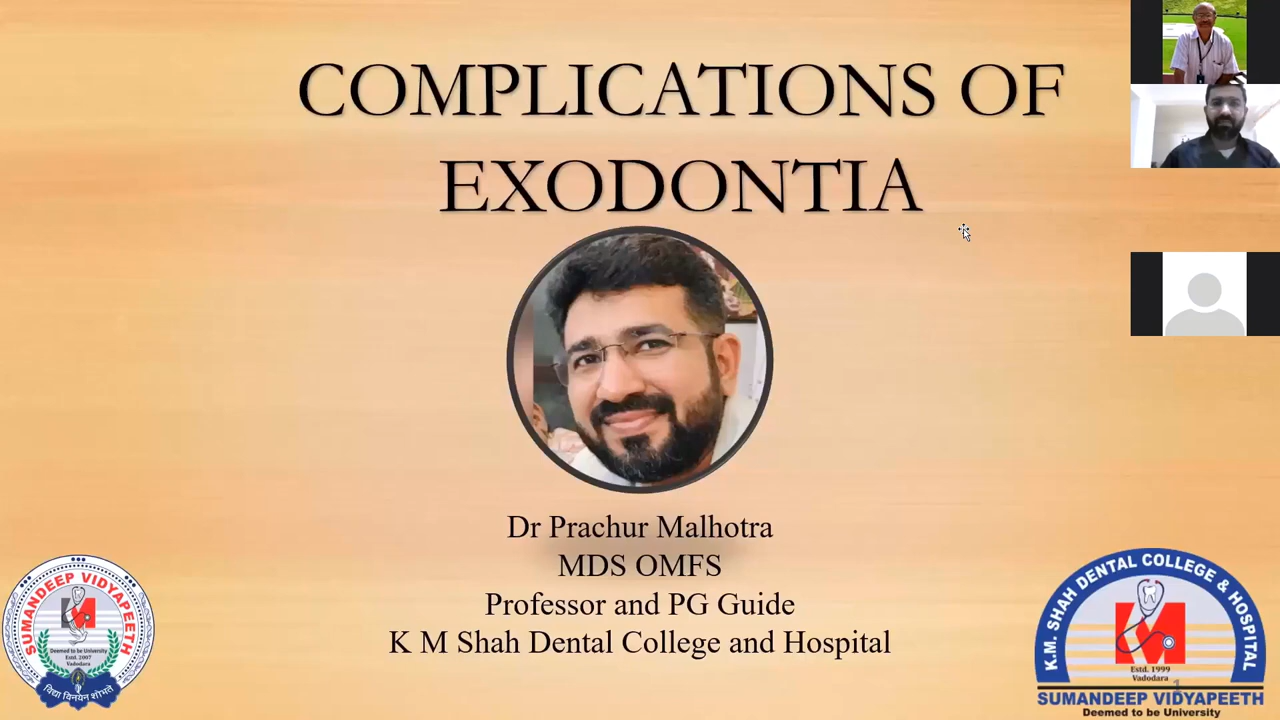 COMPLICATIONS OF
EXODONTIA
Dr Prachur Malhotra
MDS OMFS
Professor and PG Guide
K M Shah Dental College and Hospital
SUMANDEEP VIDYAPEETH
Deemed to be University
Estd. 2007
Vadodara
विद्या विनयेन शोभते
K.M. SHAH DENTAL COLLEGE & HOSPITAL
Estd. 1999
Vadodara
1
SUMANDEEP VIDYAPEETH
Deemed to be University